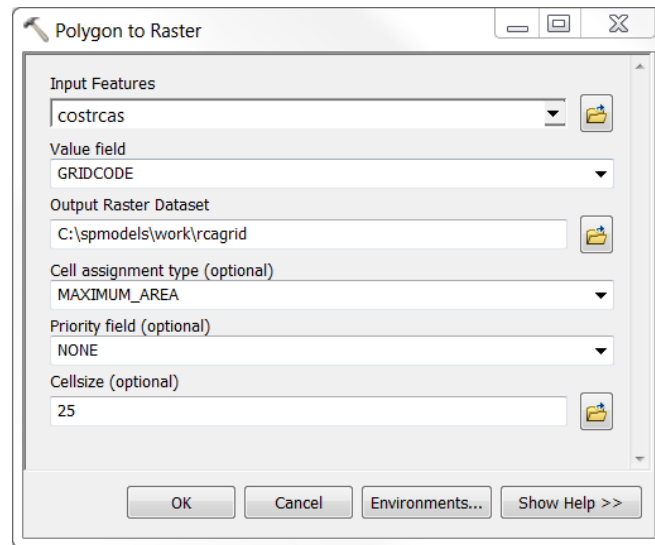 Polygon to Raster
Input Features
costrcas
Value field
GRIDCODE
Output Raster Dataset
C:\spmodels\work\rcagrid
Cell assignment type (optional)
MAXIMUM_AREA
Priority field (optional)
NONE
Cellsize (optional)
25
OK Cancel Environments... Show Help >>